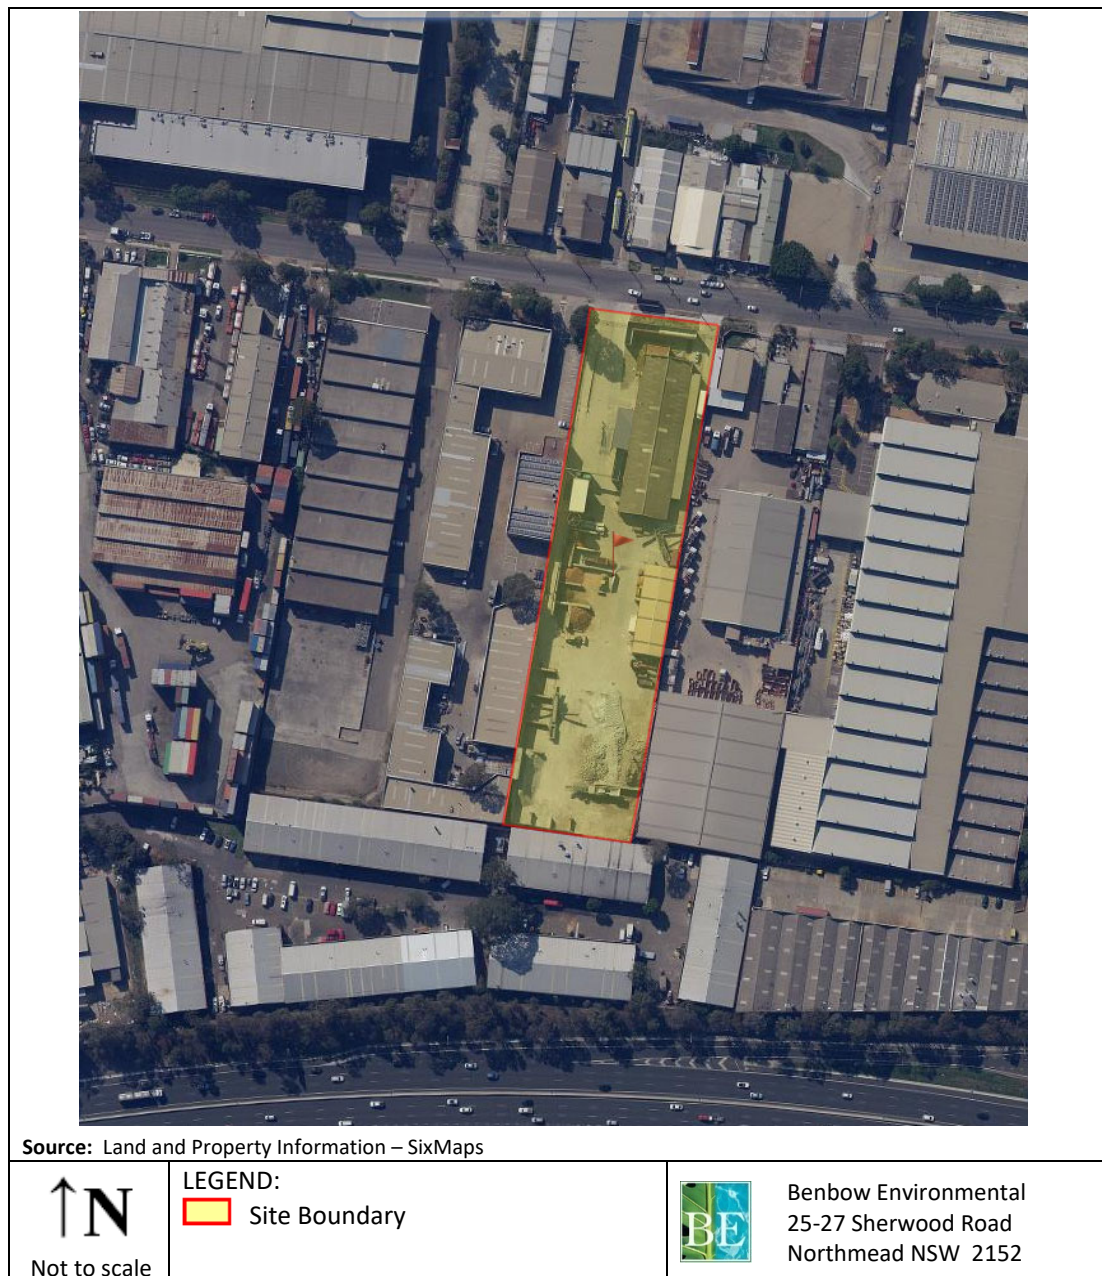 Source: Land and Property Information – SixMaps
↑N
Not to scale
LEGEND:
Site Boundary
BE
Benbow Environmental
25-27 Sherwood Road
Northmead NSW 2152